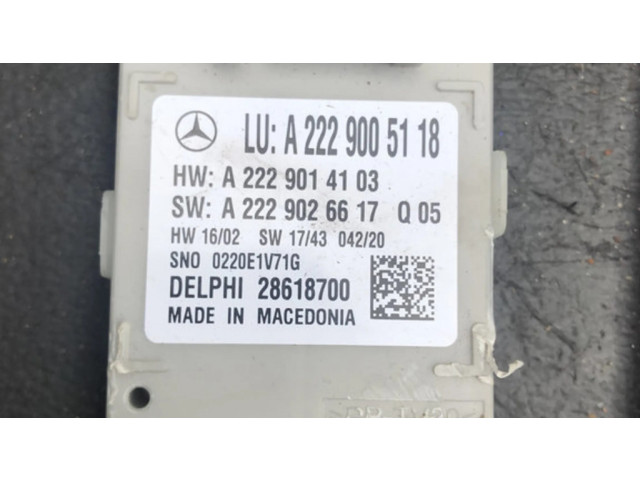 LU: A 222 900 51 18
HW: A 222 901 41 03
SW: A 222 902 66 17 Q 05
HW 16/02 SW 17/43 042/20
SNO 0220E1V71G
DELPHI 28618700
MADE IN MACEDONIA